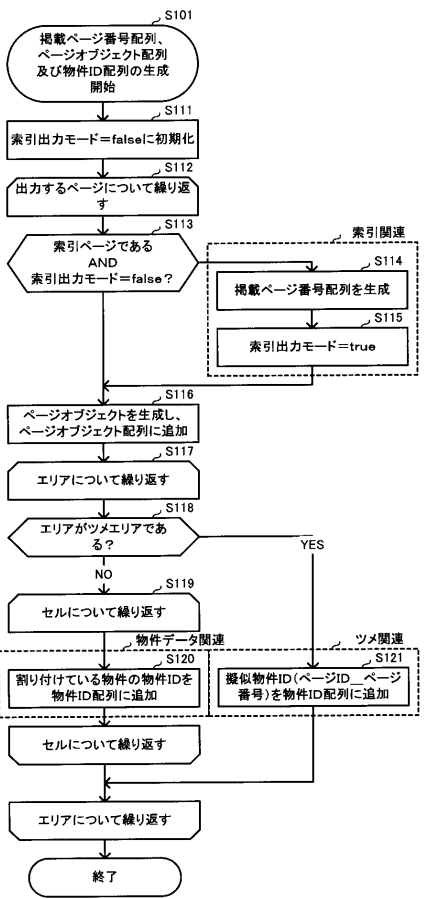 S101
掲載ページ番号配列、
ページオブジェクト配列
及び物件ID配列の生成
開始
S111
索引出力モード=falseに初期化
S112
出力するページについて繰り返
す
S113
索引ページである
AND
索引出力モード=false?
索引関連
S114
掲載ページ番号配列を生成
S115
索引出力モード=true
S116
ページオブジェクトを生成し、
ページオブジェクト配列に追加
S117
エリアについて繰り返す
S118
エリアがツメエリアであ
る?
YES
NO
S119
セルについて繰り返す
物件データ関連
ツメ関連
S120
割り付けている物件の物件IDを
物件ID配列に追加
S121
擬似物件ID(ページID__ページ
番号)を物件ID配列に追加
セルについて繰り返す
エリアについて繰り返す
終了